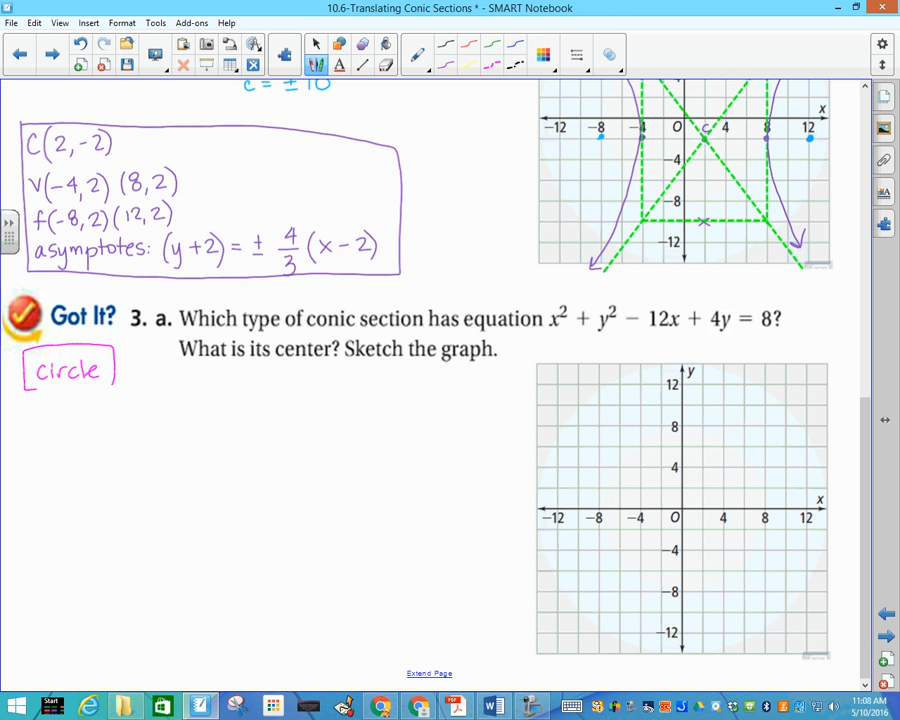 10.6-Translating Conic Sections * - SMART Notebook
File Edit View Insert Format Tools Add-ons Help
c = ± 10
C(2,-2)
V(-4,2) (8,2)
f(-8,2)(12,2)
asymptotes: (y+2) = ± 4/3 (x-2)
x
-12 -8 -4 O C 4 8 12
-4
-8
-12
Got It? 3. a. Which type of conic section has equation x² + y² − 12x + 4y = 8?
What is its center? Sketch the graph.
circle
y
12
8
4
x
-12 -8 -4 O 4 8 12
-4
-8
-12
Extend Page
Start
11:08 AM
5/10/2016